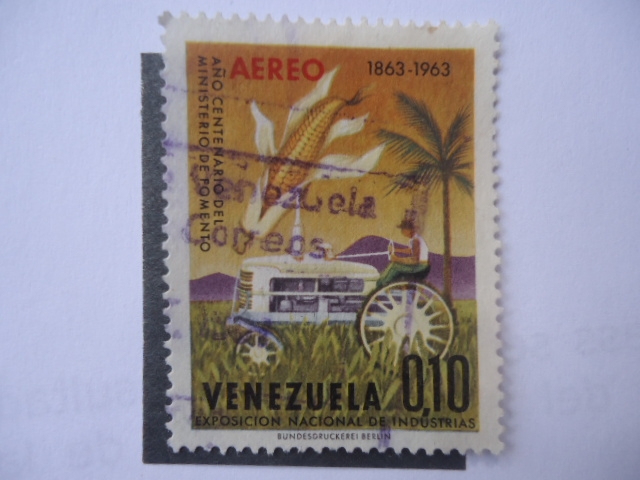 AEREO
1863-1963
AÑO CENTENARIO DEL
MINISTERIO DE FOMENTO
Venezuela
Correos
VENEZUELA 0,10
EXPOSICION NACIONAL DE INDUSTRIAS
BUNDESDRUCKEREI BERLIN